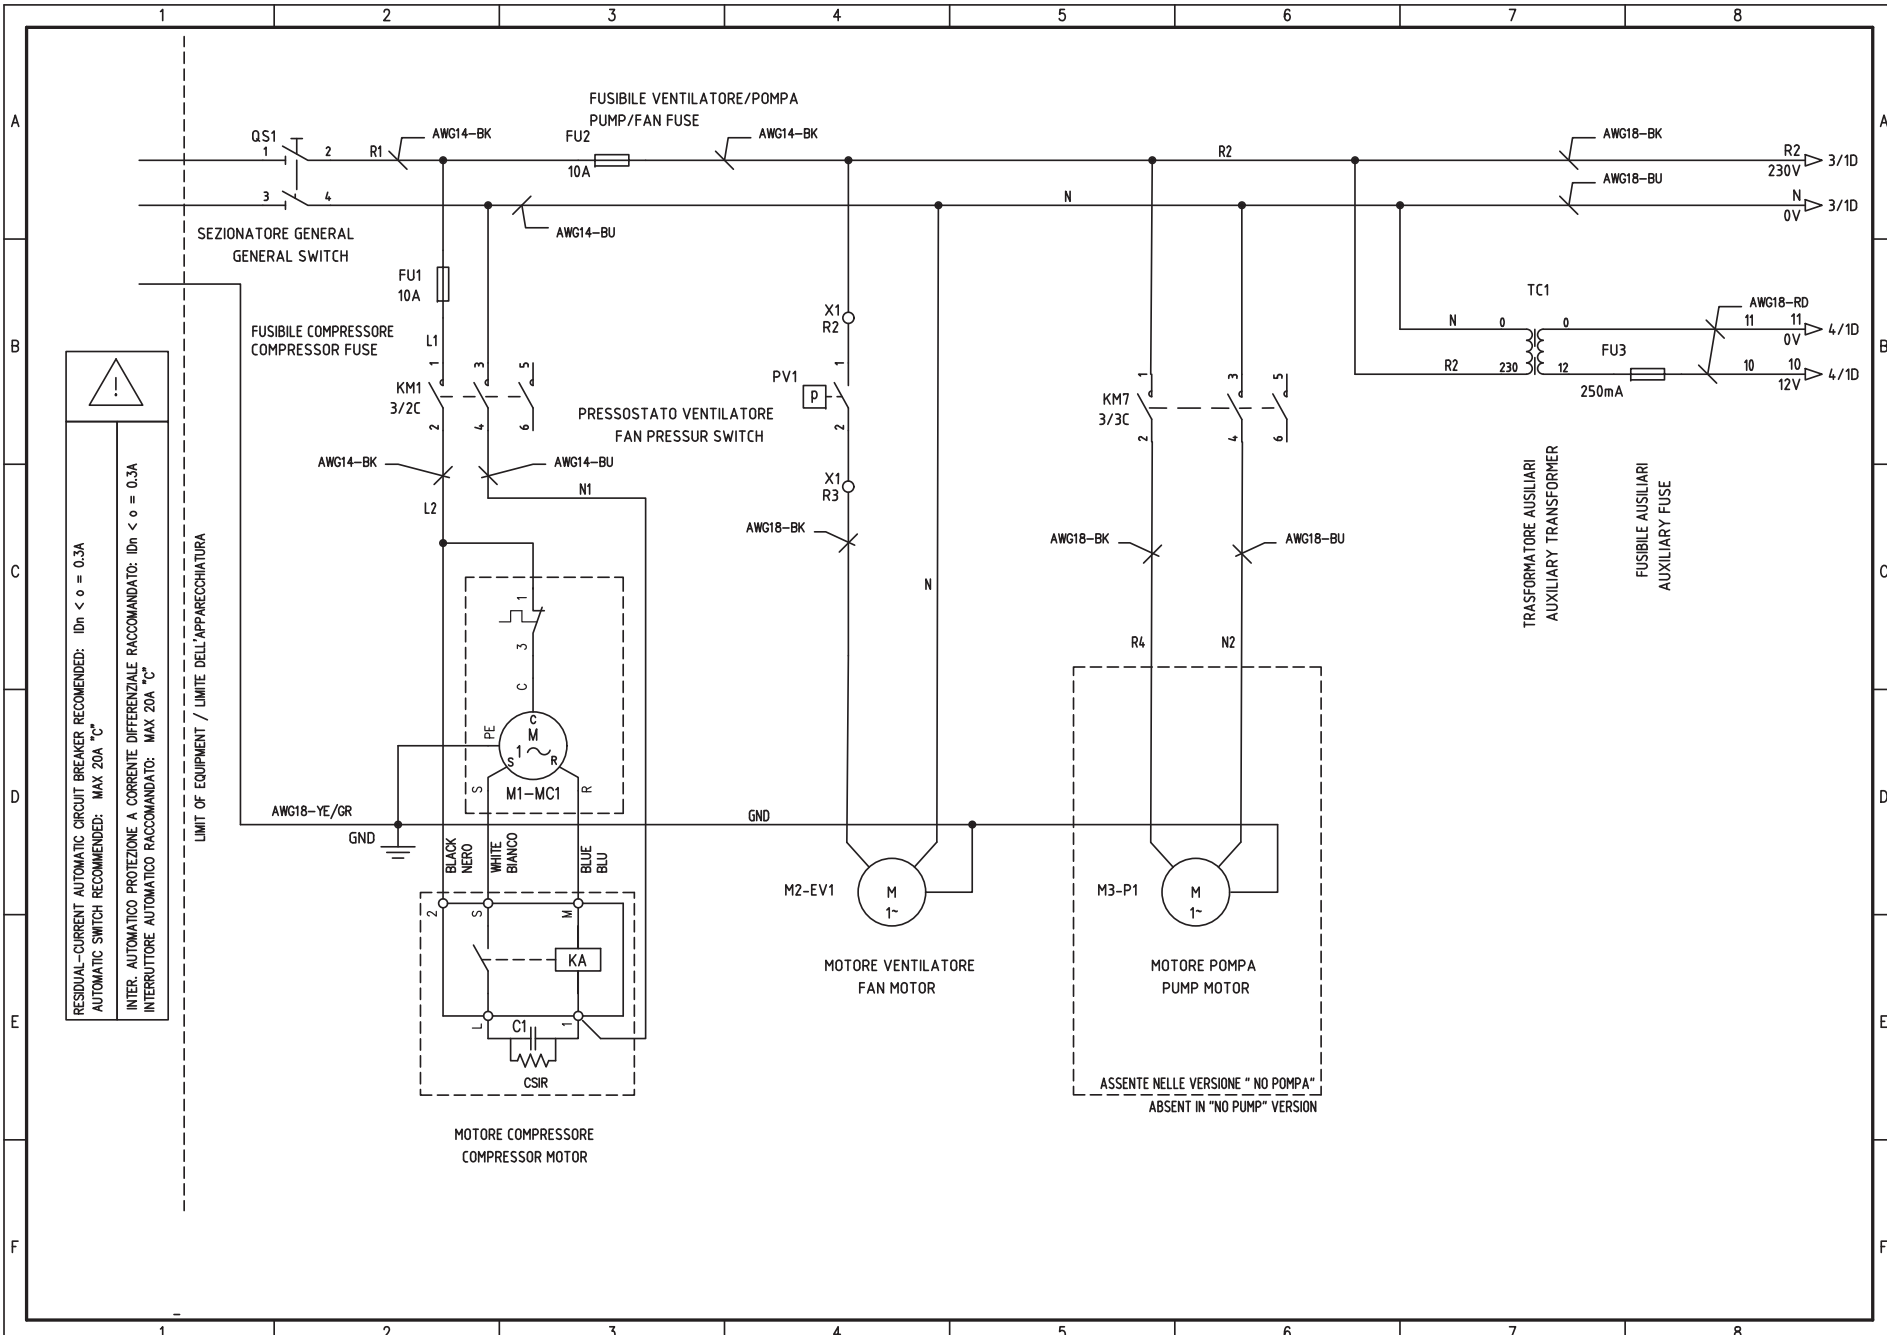 1 2 3 4 5 6 7 8
A A
B B
C C
D D
E E
F F
QS1
1 2
3 4
SEZIONATORE GENERAL
GENERAL SWITCH
R1
AWG14-BK
FUSIBILE VENTILATORE/POMPA
PUMP/FAN FUSE
FU2
10A
AWG14-BK
AWG14-BU
R2
N
AWG18-BK
AWG18-BU
R2
230V
3/1D
N
0V
3/1D
FU1
10A
FUSIBILE COMPRESSORE
COMPRESSOR FUSE
L1
KM1
3/2C
1 3 5
2 4 6
AWG14-BK
AWG14-BU
L2
N1
X1
R2
PV1
P
1
2
PRESSOSTATO VENTILATORE
FAN PRESSUR SWITCH
X1
R3
AWG18-BK
N
KM7
3/3C
1 3 5
2 4 6
AWG18-BK
AWG18-BU
R4
N2
TC1
N 0 0
R2 230 12
FU3
250mA
AWG18-RD
11 11
0V
4/1D
10 10
12V
4/1D
TRASFORMATORE AUSILIARI
AUXILIARY TRANSFORMER
FUSIBILE AUSILIARI
AUXILIARY FUSE
!
RESIDUAL-CURRENT AUTOMATIC CIRCUIT BREAKER RECOMENDED: IDn < o = 0.3A
AUTOMATIC SWITCH RECOMMENDED: MAX 20A "C"
INTER. AUTOMATICO PROTEZIONE A CORRENTE DIFFERENZIALE RACCOMANDATO: IDn < o = 0.3A
INTERRUTTORE AUTOMATICO RACCOMANDATO: MAX 20A "C"
LIMIT OF EQUIPMENT / LIMITE DELL'APPARECCHIATURA
1
3
C
PE
C
M
1
S R
S R
M1-MC1
AWG18-YE/GR
GND
GND
BLACK
NERO
WHITE
BIANCO
BLUE
BLU
2 S M
KA
L 1
C1
CSIR
MOTORE COMPRESSORE
COMPRESSOR MOTOR
M2-EV1
M
1~
MOTORE VENTILATORE
FAN MOTOR
M3-P1
M
1~
MOTORE POMPA
PUMP MOTOR
ASSENTE NELLE VERSIONE " NO POMPA"
ABSENT IN "NO PUMP" VERSION
1 2 3 4 5 6 7 8